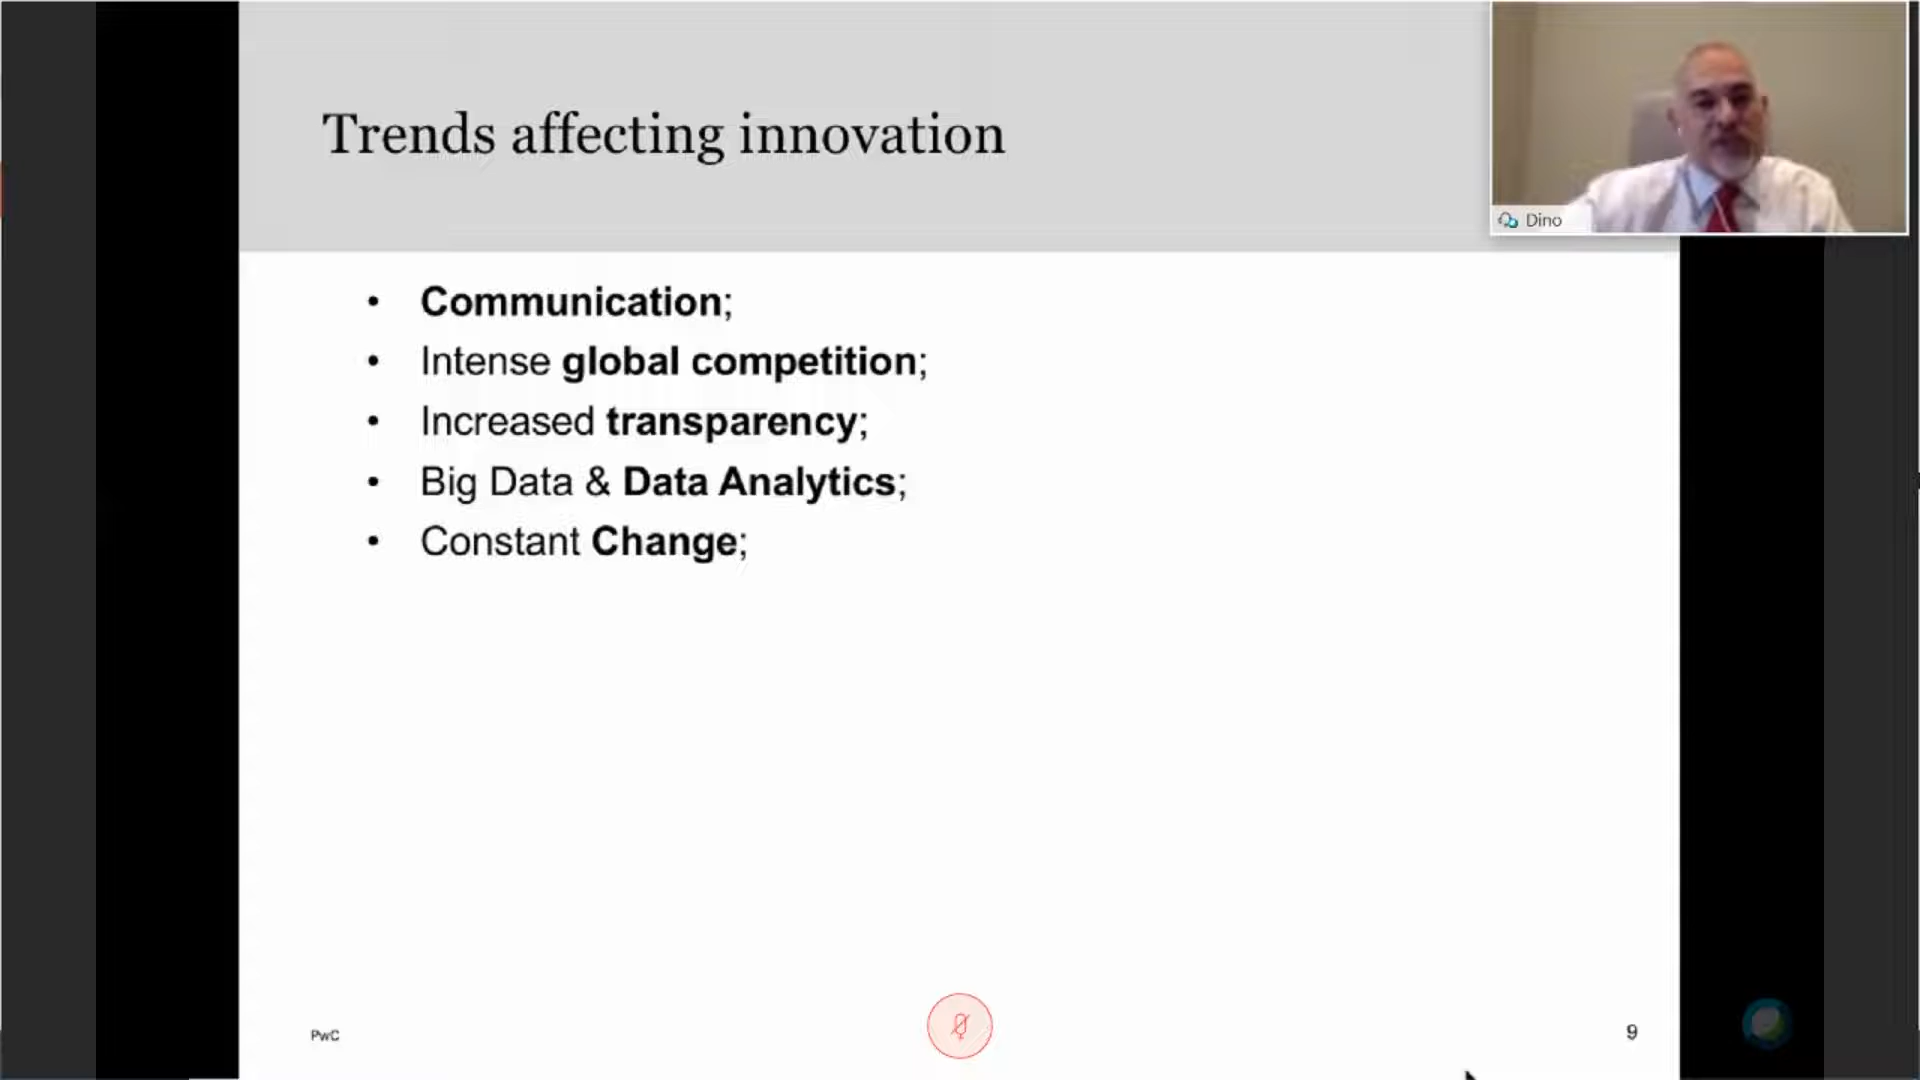 Trends affecting innovation
Dino
• Communication;
• Intense global competition;
• Increased transparency;
• Big Data & Data Analytics;
• Constant Change;
PwC
9